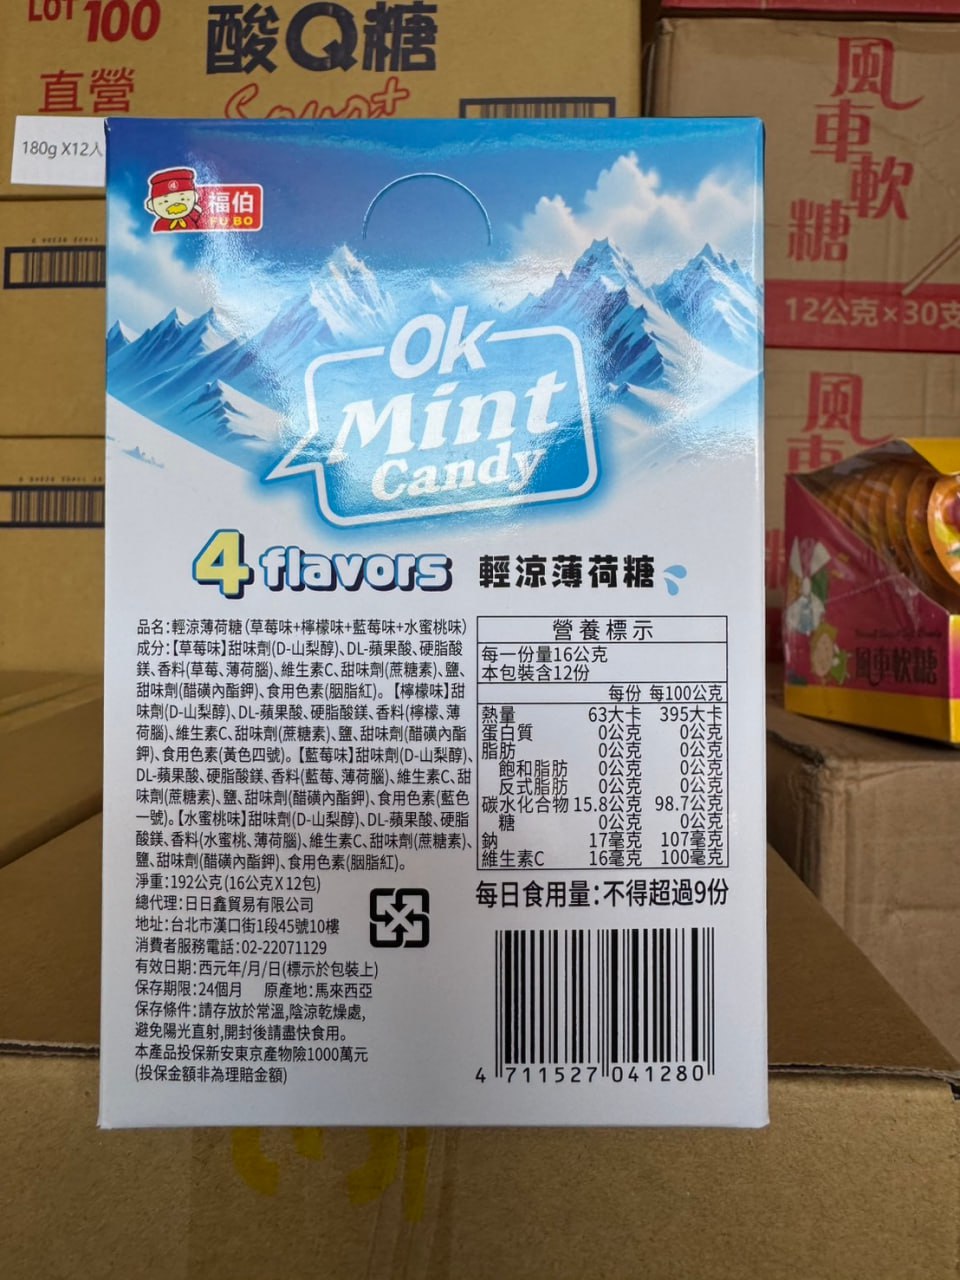 LOT 100
直營
酸Q糖
Sour+
180g X12入
風車軟糖
12公克×30支
風車
福伯
FU BO
Ok
Mint
Candy
4 flavors 輕涼薄荷糖
品名:輕涼薄荷糖(草莓味+檸檬味+藍莓味+水蜜桃味)
成分:【草莓味】甜味劑(D-山梨醇)、DL-蘋果酸、硬脂酸
鎂、香料(草莓、薄荷腦)、維生素C、甜味劑(蔗糖素)、鹽、
甜味劑(醋磺內酯鉀)、食用色素(胭脂紅)。【檸檬味】甜
味劑(D-山梨醇)、DL-蘋果酸、硬脂酸鎂、香料(檸檬、薄
荷腦)、維生素C、甜味劑(蔗糖素)、鹽、甜味劑(醋磺內酯
鉀)、食用色素(黃色四號)。【藍莓味】甜味劑(D-山梨醇)、
DL-蘋果酸、硬脂酸鎂、香料(藍莓、薄荷腦)、維生素C、甜
味劑(蔗糖素)、鹽、甜味劑(醋磺內酯鉀)、食用色素(藍色
一號)。【水蜜桃味】甜味劑(D-山梨醇)、DL-蘋果酸、硬脂
酸鎂、香料(水蜜桃、薄荷腦)、維生素C、甜味劑(蔗糖素)、
鹽、甜味劑(醋磺內酯鉀)、食用色素(胭脂紅)。
淨重:192公克(16公克X12包)
總代理:日日鑫貿易有限公司
地址:台北市漢口街1段45號10樓
消費者服務電話:02-22071129
有效日期:西元年/月/日(標示於包裝上)
保存期限:24個月 原產地:馬來西亞
保存條件:請存放於常溫,陰涼乾燥處,
避免陽光直射,開封後請盡快食用。
本產品投保新安東京產物險1000萬元
(投保金額非為理賠金額)
營養標示
每一份量16公克
本包裝含12份
每份 每100公克
熱量 63大卡 395大卡
蛋白質 0公克 0公克
脂肪 0公克 0公克
飽和脂肪 0公克 0公克
反式脂肪 0公克 0公克
碳水化合物 15.8公克 98.7公克
糖 0公克 0公克
鈉 17毫克 107毫克
維生素C 16毫克 100毫克
每日食用量:不得超過9份
4 711527 041280
風車軟糖